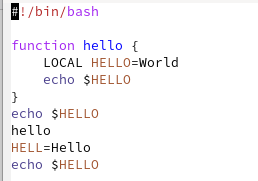 #!/bin/bash
function hello {
    LOCAL HELLO=World
    echo $HELLO
}
echo $HELLO
hello
HELL=Hello
echo $HELLO